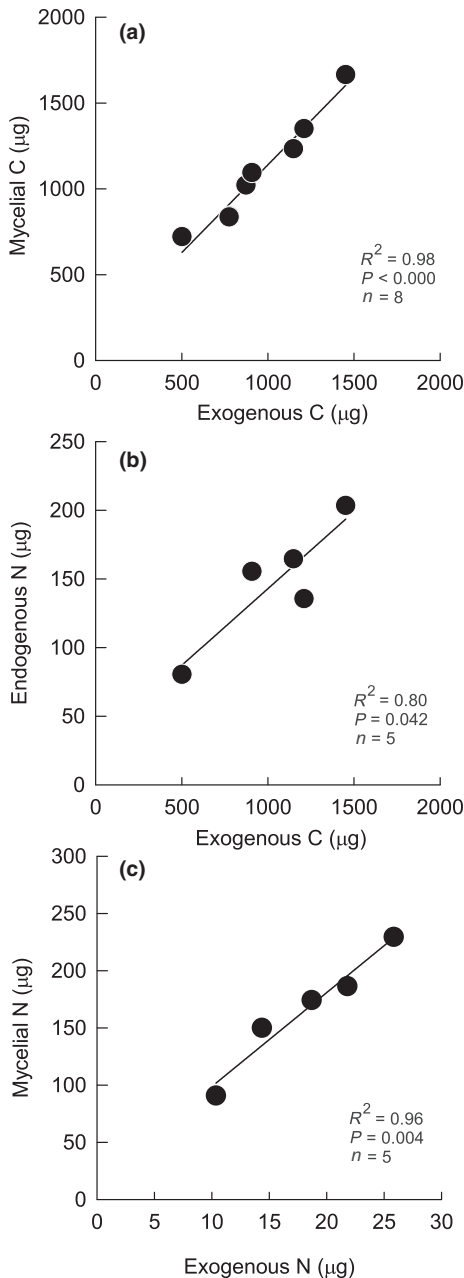 (a)
2000
1500
1000
500
0
Mycelial C (μg)
R² = 0.98
P < 0.000
n = 8
0 500 1000 1500 2000
Exogenous C (μg)
(b)
250
200
150
100
50
0
Endogenous N (μg)
R² = 0.80
P = 0.042
n = 5
0 500 1000 1500 2000
Exogenous C (μg)
(c)
300
250
200
150
100
50
0
Mycelial N (μg)
R² = 0.96
P = 0.004
n = 5
0 5 10 15 20 25 30
Exogenous N (μg)